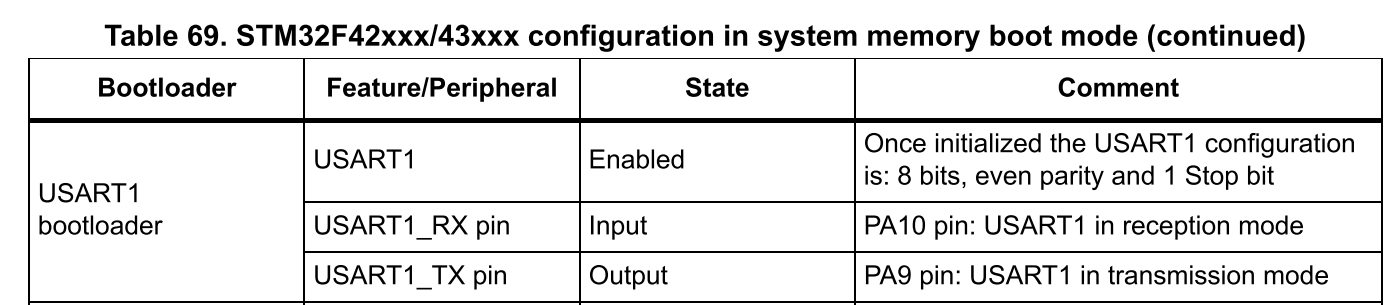 Table 69. STM32F42xxx/43xxx configuration in system memory boot mode (continued)
Bootloader Feature/Peripheral State Comment
USART1
bootloader
USART1 Enabled
Once initialized the USART1 configuration
is: 8 bits, even parity and 1 Stop bit
USART1_RX pin Input PA10 pin: USART1 in reception mode
USART1_TX pin Output PA9 pin: USART1 in transmission mode